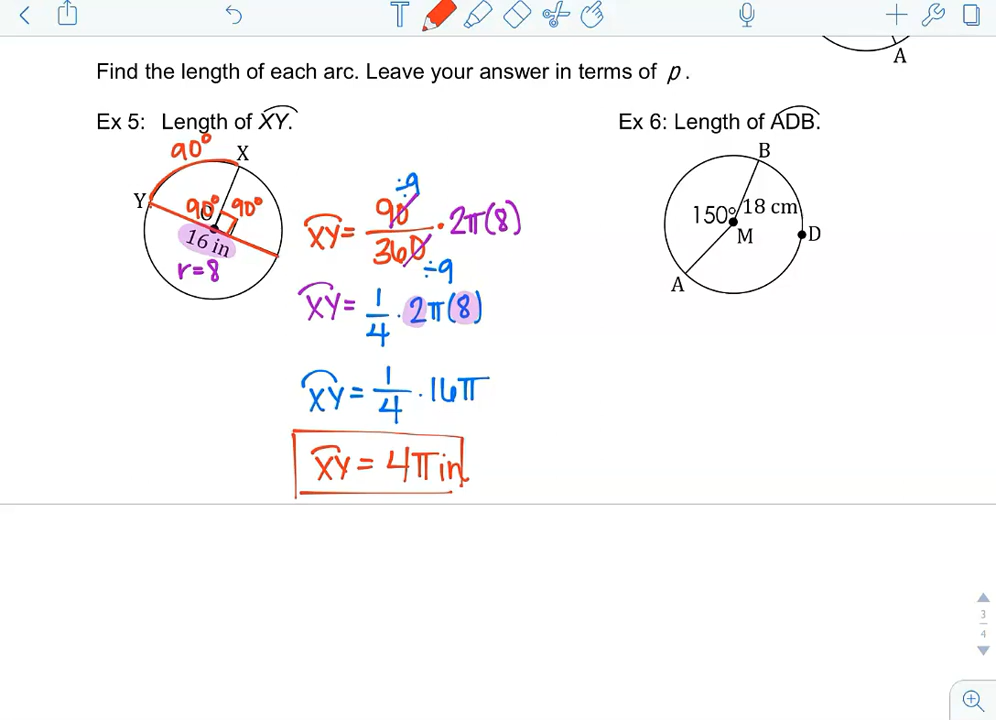 T
A
Find the length of each arc. Leave your answer in terms of p.
Ex 5: Length of XY.
90°
X
Y
90° 90°
16 in
r=8
÷9
XY = 90/360 · 2π(8)
÷9
XY = 1/4 · 2π(8)
XY = 1/4 · 16π
XY = 4π in
Ex 6: Length of ADB.
B
150° 18 cm
M
D
A
3
4